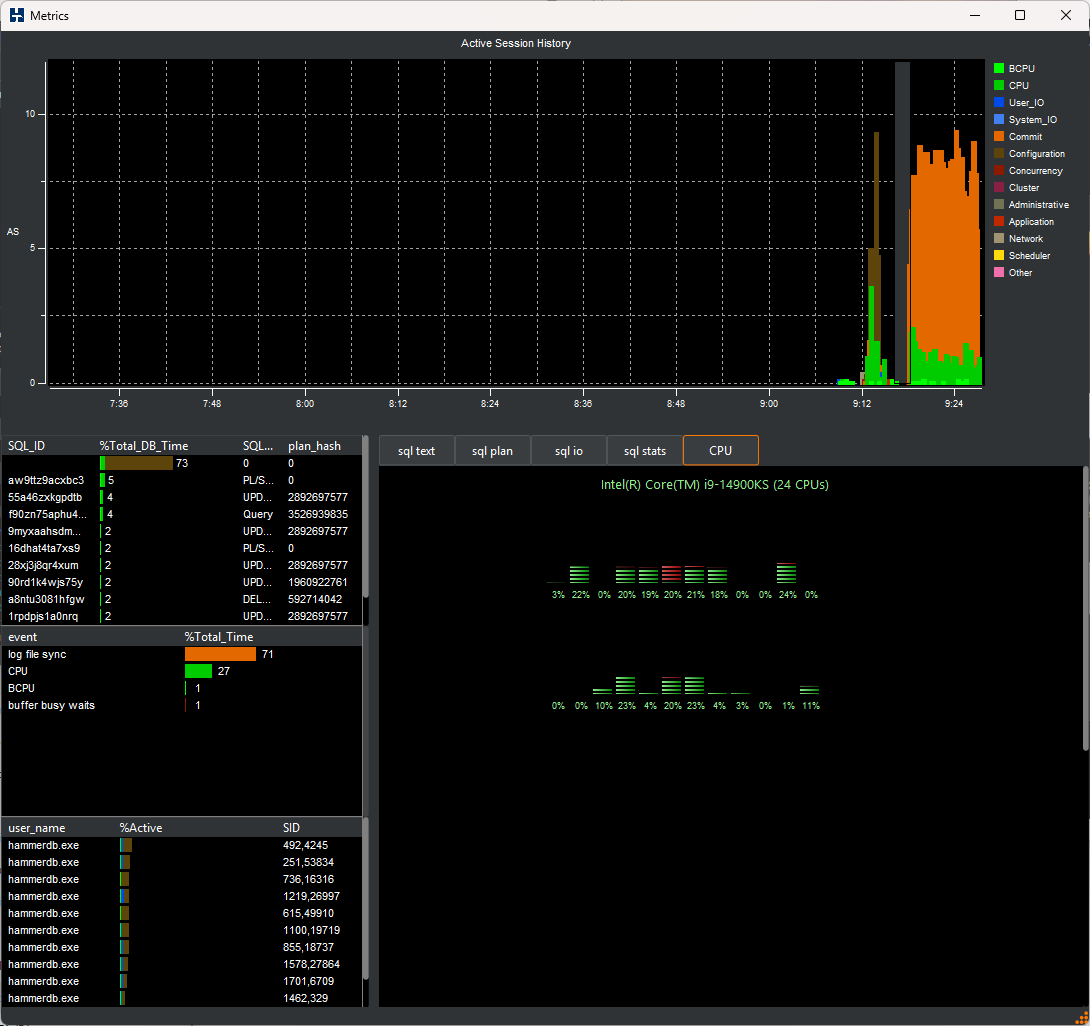 Metrics
Active Session History
10
AS
5
0
7:36 7:48 8:00 8:12 8:24 8:36 8:48 9:00 9:12 9:24
BCPU
CPU
User_IO
System_IO
Commit
Configuration
Concurrency
Cluster
Administrative
Application
Network
Scheduler
Other
SQL_ID %Total_DB_Time SQL... plan_hash
73 0 0
aw9ttz9acxbc3 5 PL/S... 0
55a46zxkgpdtb 4 UPD... 2892697577
f90zn75aphu4... 4 Query 3526939835
9myxaahsdm... 2 UPD... 2892697577
16dhat4ta7xs9 2 PL/S... 0
28xj3j8qr4xum 2 UPD... 2892697577
90rd1k4wjs75y 2 UPD... 1960922761
a8ntu3081hfgw 2 DEL... 592714042
1rpdpjs1a0nrq 2 UPD... 2892697577
event %Total_Time
log file sync 71
CPU 27
BCPU 1
buffer busy waits 1
user_name %Active SID
hammerdb.exe 492,4245
hammerdb.exe 251,53834
hammerdb.exe 736,16316
hammerdb.exe 1219,26997
hammerdb.exe 615,49910
hammerdb.exe 1100,19719
hammerdb.exe 855,18737
hammerdb.exe 1578,27864
hammerdb.exe 1701,6709
hammerdb.exe 1462,329
sql text sql plan sql io sql stats CPU
Intel(R) Core(TM) i9-14900KS (24 CPUs)
3% 22% 0% 20% 19% 20% 21% 18% 0% 0% 24% 0%
0% 0% 10% 23% 4% 20% 23% 4% 3% 0% 1% 11%